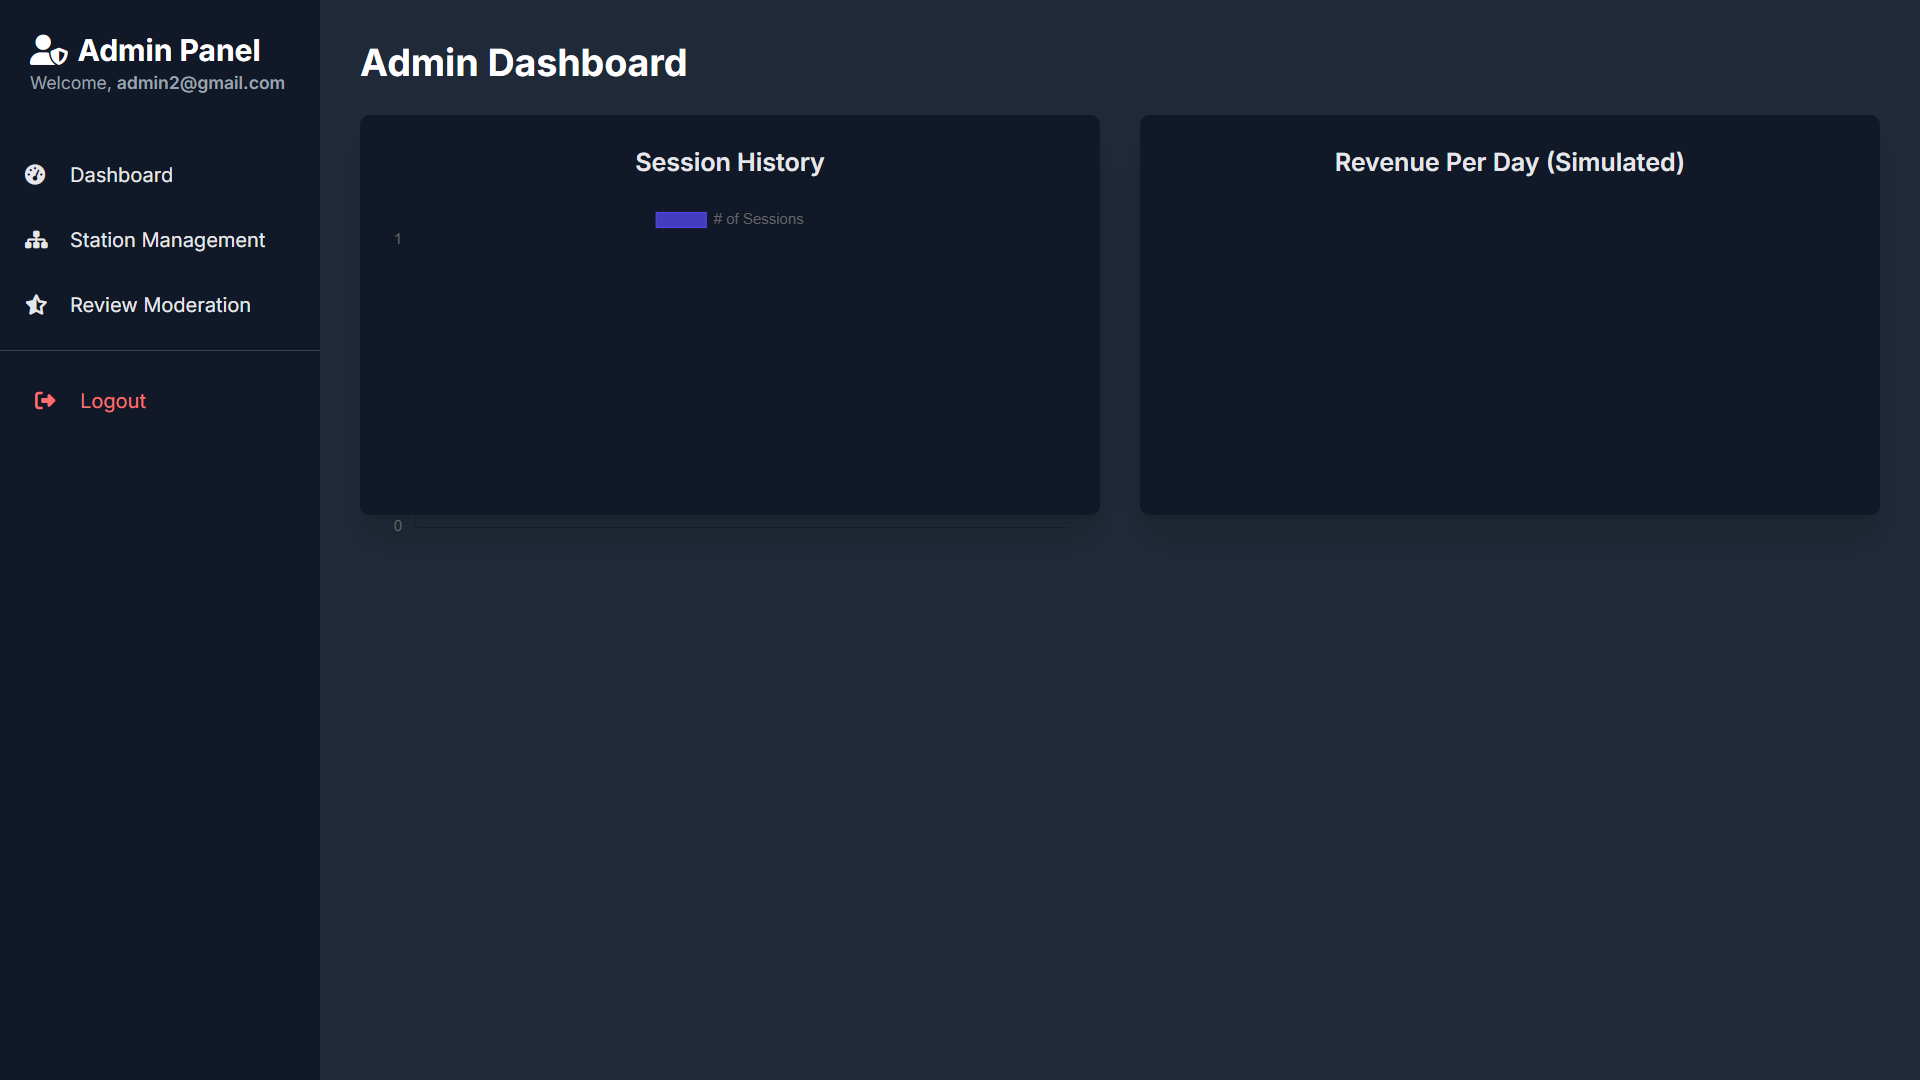 Admin Panel
Welcome, admin2@gmail.com
Dashboard
Station Management
Review Moderation
Logout
Admin Dashboard
Session History
# of Sessions
1
0
Revenue Per Day (Simulated)